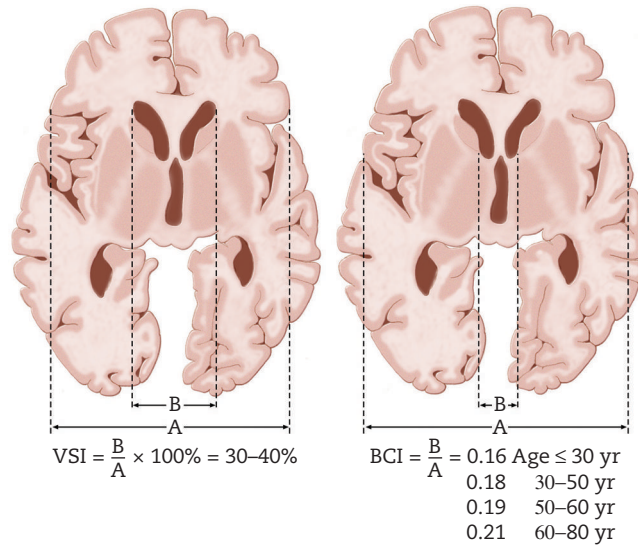 B
A
VSI = B/A × 100% = 30–40%
B
A
BCI = B/A = 0.16 Age ≤ 30 yr
0.18 30–50 yr
0.19 50–60 yr
0.21 60–80 yr